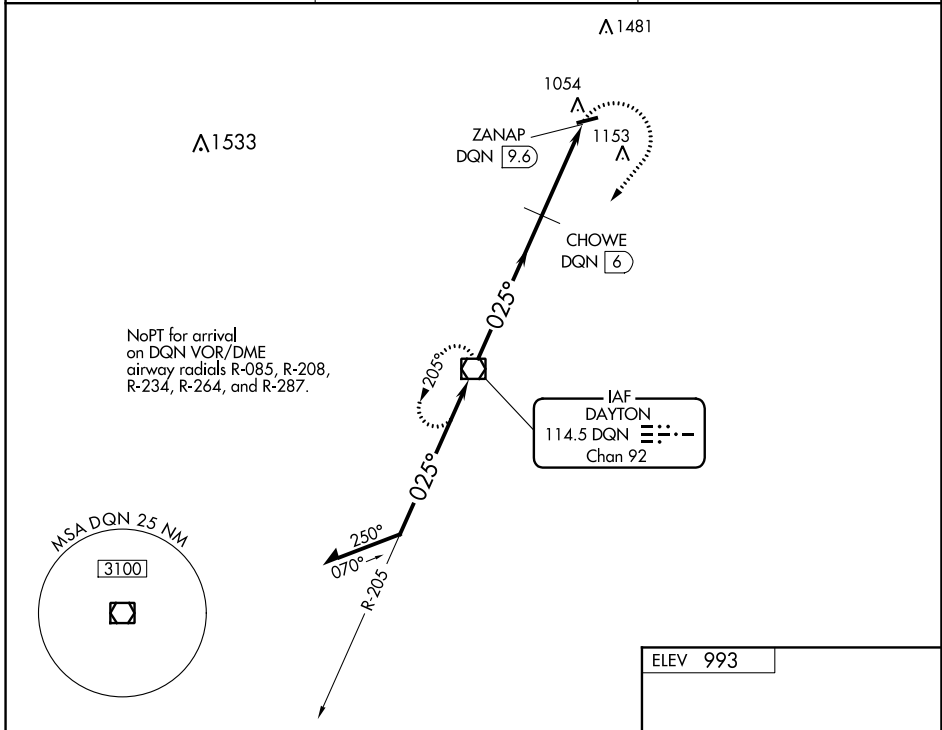 1481
1054
1533
ZANAP
DQN 9.6
1153
CHOWE
DQN 6
025°
NoPT for arrival
on DQN VOR/DME
airway radials R-085, R-208,
R-234, R-264, and R-287.
205°
IAF
DAYTON
114.5 DQN
Chan 92
025°
MSA DQN 25 NM
3100
250°
070°
R-205
ELEV 993